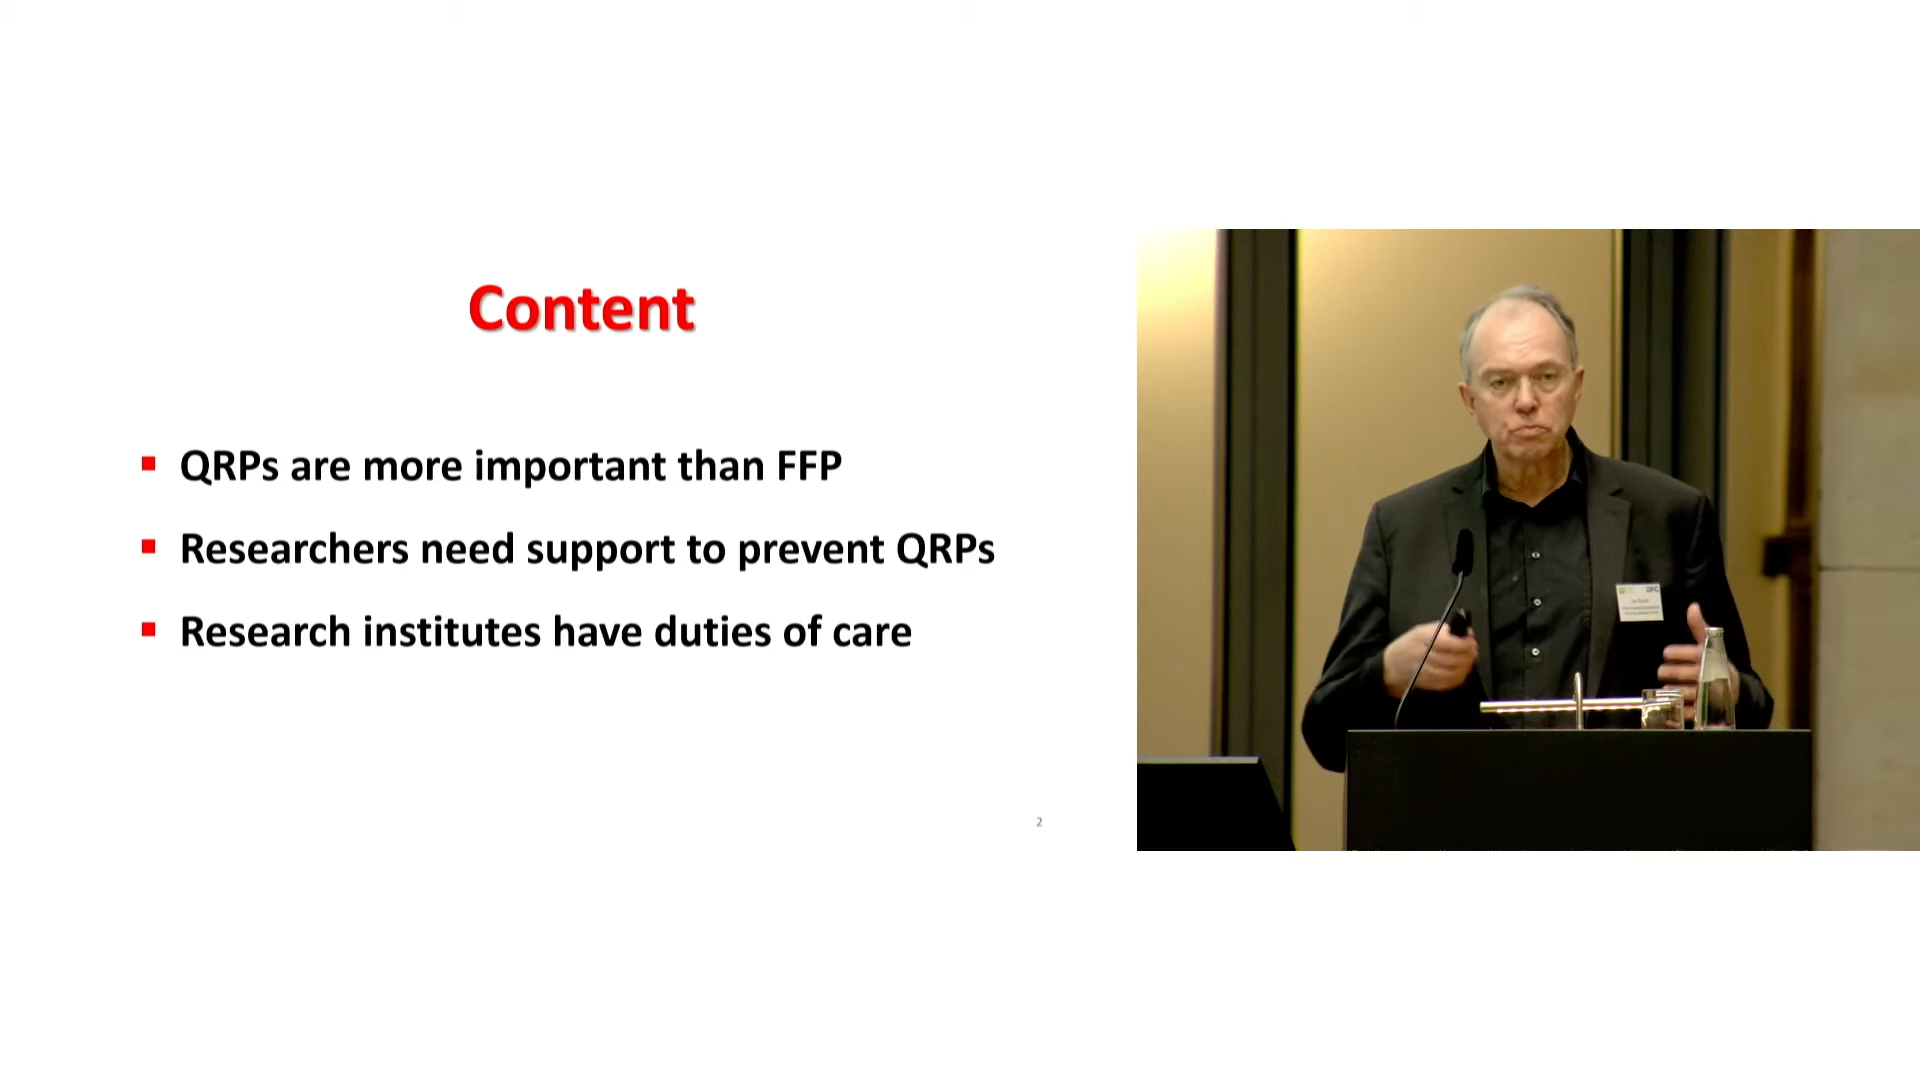 Content
▪ QRPs are more important than FFP
▪ Researchers need support to prevent QRPs
▪ Research institutes have duties of care
2
DFG